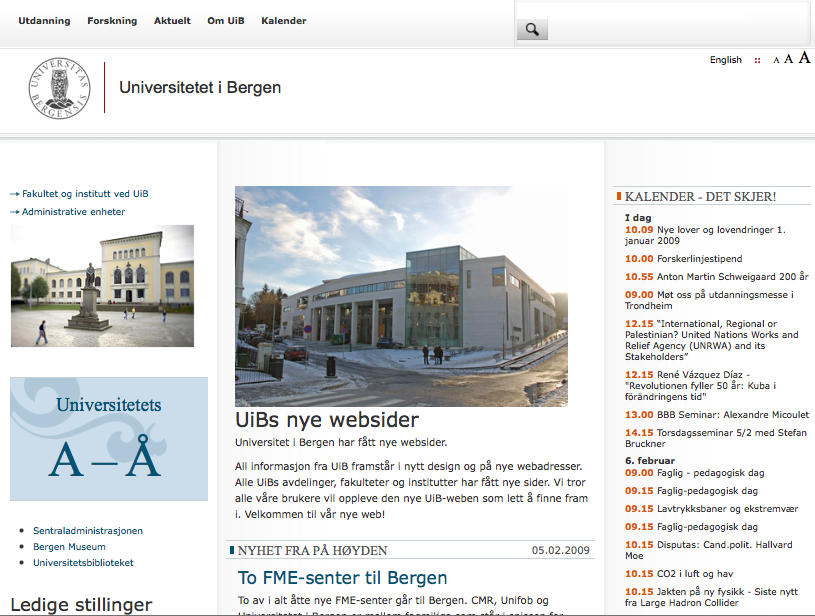 Utdanning Forskning Aktuelt Om UiB Kalender
English :: A A A
UNIVERSITAS BERGENSIS
Universitetet i Bergen
→ Fakultet og institutt ved UiB
→ Administrative enheter
Universitetets
A – Å
• Sentraladministrasjonen
• Bergen Museum
• Universitetsbiblioteket
Ledige stillinger
UiBs nye websider
Universitet i Bergen har fått nye websider.
All informasjon fra UiB framstår i nytt design og på nye webadresser.
Alle UiBs avdelinger, fakulteter og institutter har fått nye sider. Vi tror
alle våre brukere vil oppleve den nye UiB-weben som lett å finne fram
i. Velkommen til vår nye web!
NYHET FRA PÅ HØYDEN 05.02.2009
To FME-senter til Bergen
To av i alt åtte nye FME-senter går til Bergen. CMR, Unifob og
KALENDER - DET SKJER!
I dag
10.09 Nye lover og lovendringer 1.
januar 2009
10.00 Forskerlinjestipend
10.55 Anton Martin Schweigaard 200 år
09.00 Møt oss på utdanningsmesse i
Trondheim
12.15 "International, Regional or
Palestinian? United Nations Works and
Relief Agency (UNRWA) and its
Stakeholders”
12.15 René Vázquez Díaz -
"Revolutionen fyller 50 år: Kuba i
förändringens tid"
13.00 BBB Seminar: Alexandre Micoulet
14.15 Torsdagsseminar 5/2 med Stefan
Bruckner
6. februar
09.00 Faglig - pedagogisk dag
09.15 Faglig-pedagogisk dag
09.15 Lavtrykksbaner og ekstremvær
09.15 Faglig-pedagogisk dag
10.15 Disputas: Cand.polit. Hallvard
Moe
10.15 CO2 i luft og hav
10.15 Jakten på ny fysikk - Siste nytt
fra Large Hadron Collider